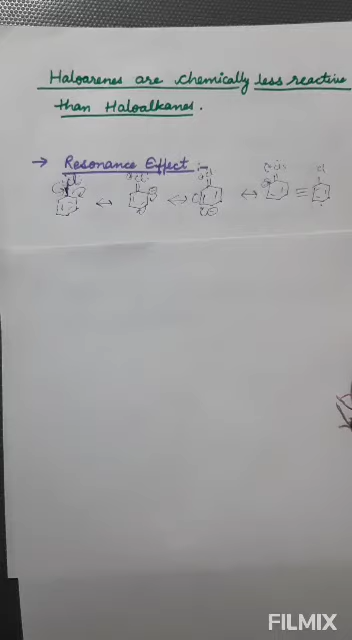 Haloarenes are chemically less reactive
than Haloalkanes.
→ Resonance Effect
FILMIX